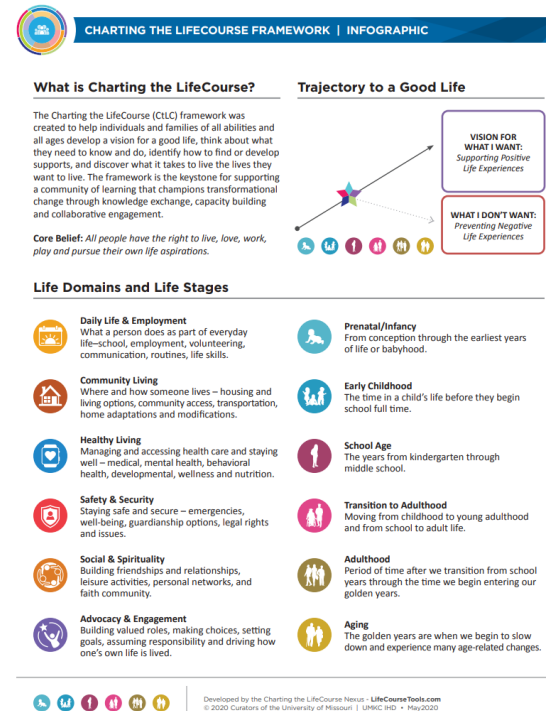 CHARTING THE LIFECOURSE FRAMEWORK | INFOGRAPHIC
What is Charting the LifeCourse?
The Charting the LifeCourse (CtLC) framework was
created to help individuals and families of all abilities and
all ages develop a vision for a good life, think about what
they need to know and do, identify how to find or develop
supports, and discover what it takes to live the lives they
want to live. The framework is the keystone for supporting
a community of learning that champions transformational
change through knowledge exchange, capacity building
and collaborative engagement.
Core Belief: All people have the right to live, love, work,
play and pursue their own life aspirations.
Trajectory to a Good Life
VISION FOR
WHAT I WANT:
Supporting Positive
Life Experiences
WHAT I DON'T WANT:
Preventing Negative
Life Experiences
Life Domains and Life Stages
Daily Life & Employment
What a person does as part of everyday
life–school, employment, volunteering,
communication, routines, life skills.
Community Living
Where and how someone lives – housing and
living options, community access, transportation,
home adaptations and modifications.
Healthy Living
Managing and accessing health care and staying
well – medical, mental health, behavioral
health, developmental, wellness and nutrition.
Safety & Security
Staying safe and secure – emergencies,
well-being, guardianship options, legal rights
and issues.
Social & Spirituality
Building friendships and relationships,
leisure activities, personal networks, and
faith community.
Advocacy & Engagement
Building valued roles, making choices, setting
goals, assuming responsibility and driving how
one's own life is lived.
Prenatal/Infancy
From conception through the earliest years
of life or babyhood.
Early Childhood
The time in a child's life before they begin
school full time.
School Age
The years from kindergarten through
middle school.
Transition to Adulthood
Moving from childhood to young adulthood
and from school to adult life.
Adulthood
Period of time after we transition from school
years through the time we begin entering our
golden years.
Aging
The golden years are when we begin to slow
down and experience many age-related changes.
Developed by the Charting the LifeCourse Nexus - LifeCourseTools.com
© 2020 Curators of the University of Missouri | UMKC IHD • May2020